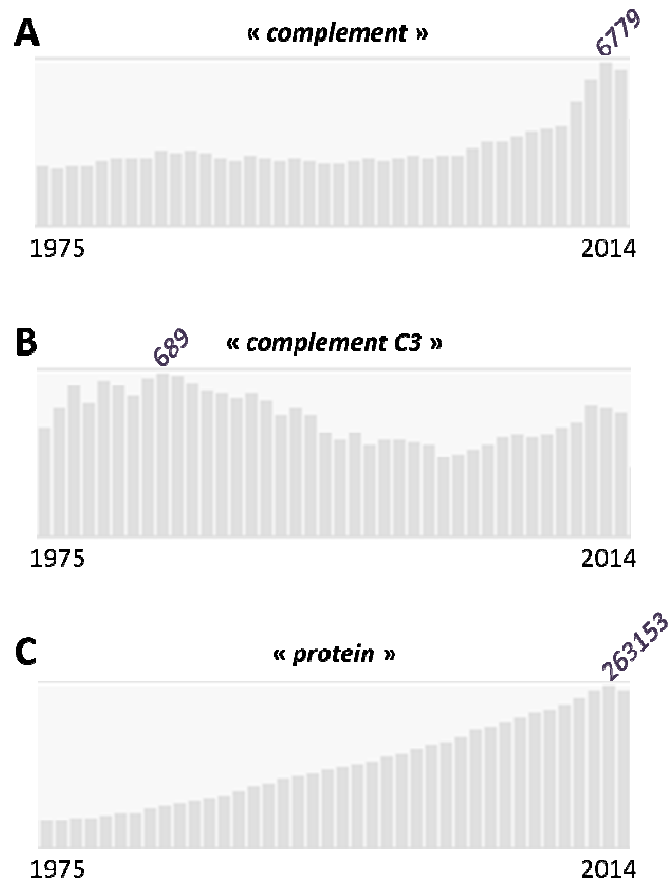 A
« complement »
6779
1975 2014
B
« complement C3 »
689
1975 2014
C
« protein »
263153
1975 2014